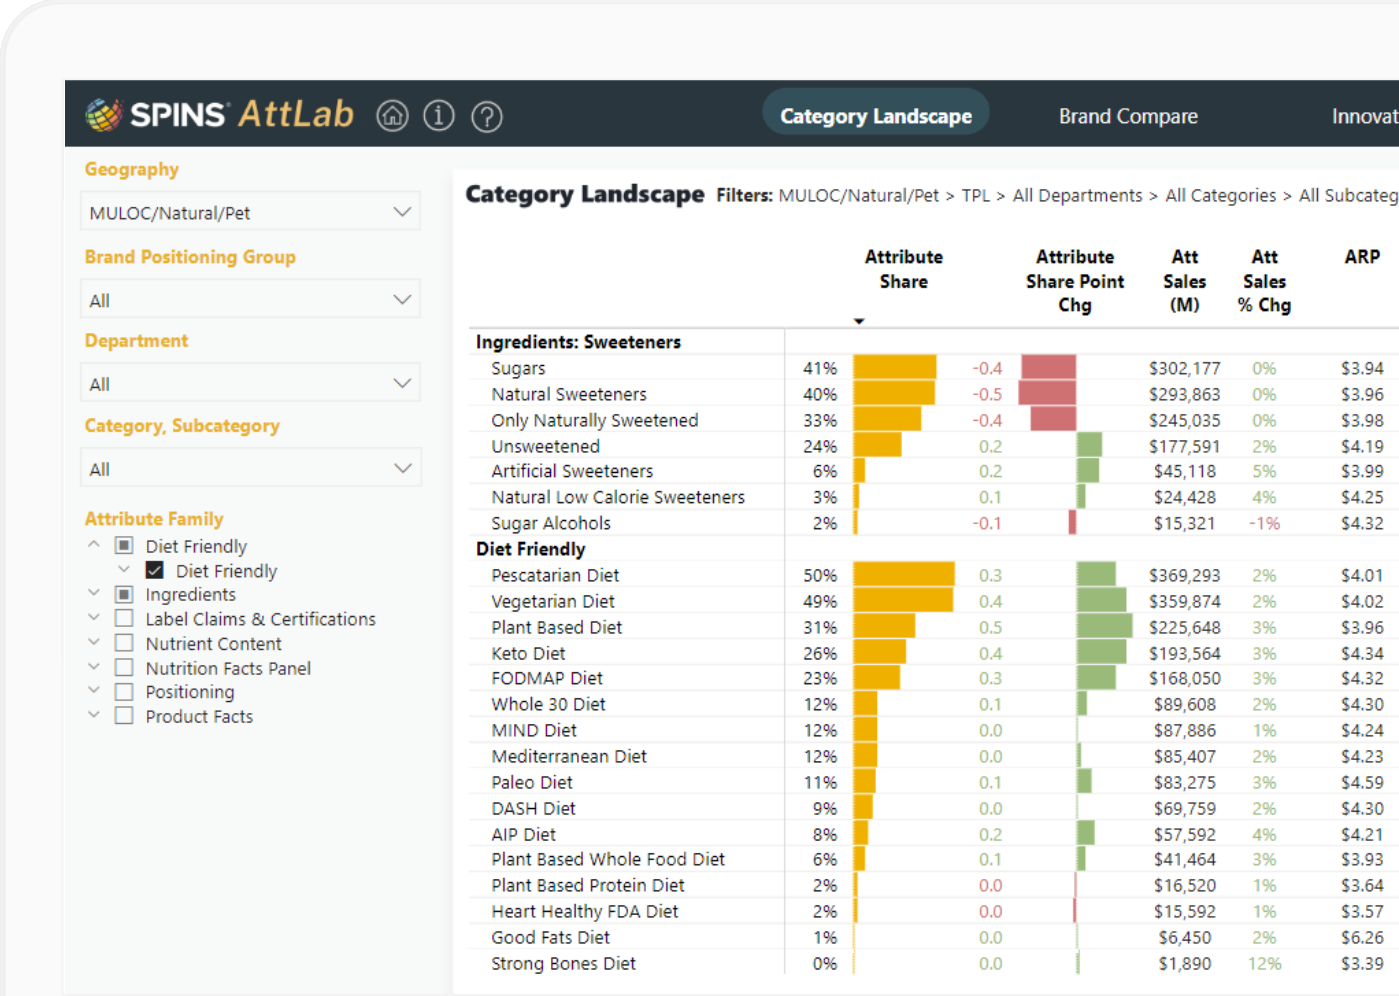 SPINS® AttLab
Category Landscape
Brand Compare
Innovat
Geography
MULOC/Natural/Pet
Brand Positioning Group
All
Department
All
Category, Subcategory
All
Attribute Family
Diet Friendly
Diet Friendly
Ingredients
Label Claims & Certifications
Nutrient Content
Nutrition Facts Panel
Positioning
Product Facts
Category Landscape Filters: MULOC/Natural/Pet > TPL > All Departments > All Categories > All Subcateg
Attribute Share
Attribute Share Point Chg
Att Sales (M)
Att Sales % Chg
ARP
Ingredients: Sweeteners
Sugars 41% -0.4 $302,177 0% $3.94
Natural Sweeteners 40% -0.5 $293,863 0% $3.96
Only Naturally Sweetened 33% -0.4 $245,035 0% $3.98
Unsweetened 24% 0.2 $177,591 2% $4.19
Artificial Sweeteners 6% 0.2 $45,118 5% $3.99
Natural Low Calorie Sweeteners 3% 0.1 $24,428 4% $4.25
Sugar Alcohols 2% -0.1 $15,321 -1% $4.32
Diet Friendly
Pescatarian Diet 50% 0.3 $369,293 2% $4.01
Vegetarian Diet 49% 0.4 $359,874 2% $4.02
Plant Based Diet 31% 0.5 $225,648 3% $3.96
Keto Diet 26% 0.4 $193,564 3% $4.34
FODMAP Diet 23% 0.3 $168,050 3% $4.32
Whole 30 Diet 12% 0.1 $89,608 2% $4.30
MIND Diet 12% 0.0 $87,886 1% $4.24
Mediterranean Diet 12% 0.0 $85,407 2% $4.23
Paleo Diet 11% 0.1 $83,275 3% $4.59
DASH Diet 9% 0.0 $69,759 2% $4.30
AIP Diet 8% 0.2 $57,592 4% $4.21
Plant Based Whole Food Diet 6% 0.1 $41,464 3% $3.93
Plant Based Protein Diet 2% 0.0 $16,520 1% $3.64
Heart Healthy FDA Diet 2% 0.0 $15,592 1% $3.57
Good Fats Diet 1% 0.0 $6,450 2% $6.26
Strong Bones Diet 0% 0.0 $1,890 12% $3.39